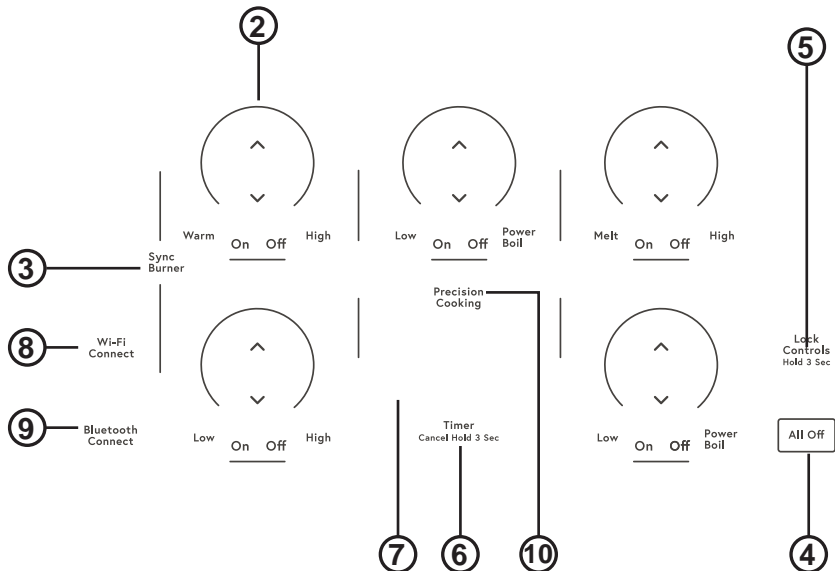 2
5
Warm
On Off
High
Low
On Off
Power
Boil
Melt
On Off
High
3
Sync
Burner
Precision
Cooking
8
Wi-Fi
Connect
Lock
Controls
Hold 3 Sec
9
Bluetooth
Connect
Low
On Off
High
Timer
Cancel Hold 3 Sec
Low
On Off
Power
Boil
All Off
7
6
10
4